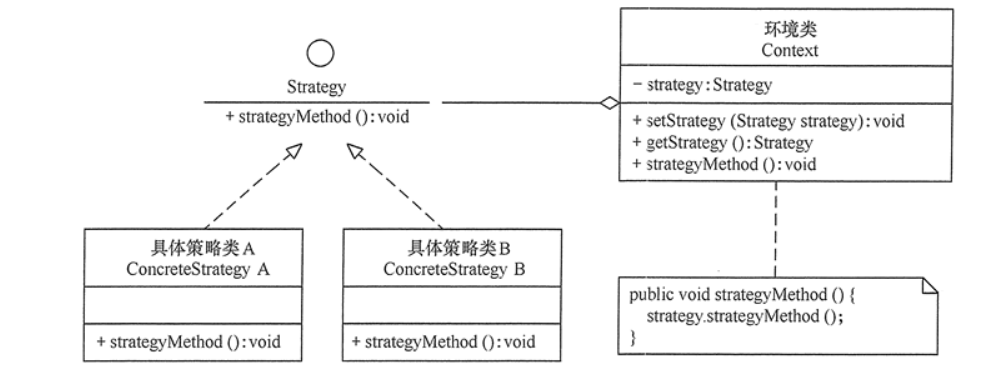 Strategy
+ strategyMethod ( ) : void
环境类
Context
- strategy : Strategy
+ setStrategy (Strategy strategy) : void
+ getStrategy ( ) : Strategy
+ strategyMethod ( ) : void
具体策略类A
ConcreteStrategy A
+ strategyMethod ( ) : void
具体策略类B
ConcreteStrategy B
+ strategyMethod ( ) : void
public void strategyMethod ( ) {
strategy.strategyMethod ( );
}